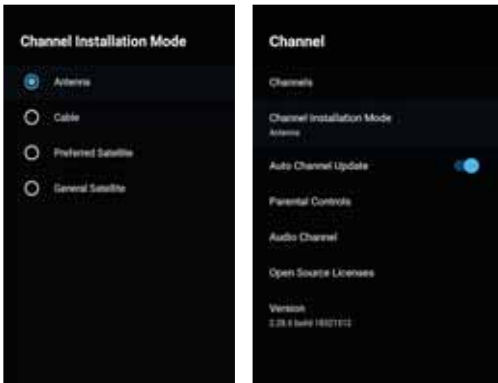 Channel Installation Mode
Antenna
Cable
Preferred Satellite
General Satellite
Channel
Channels
Channel Installation Mode
Antenna
Auto Channel Update
Parental Controls
Audio Channel
Open Source Licenses
Version